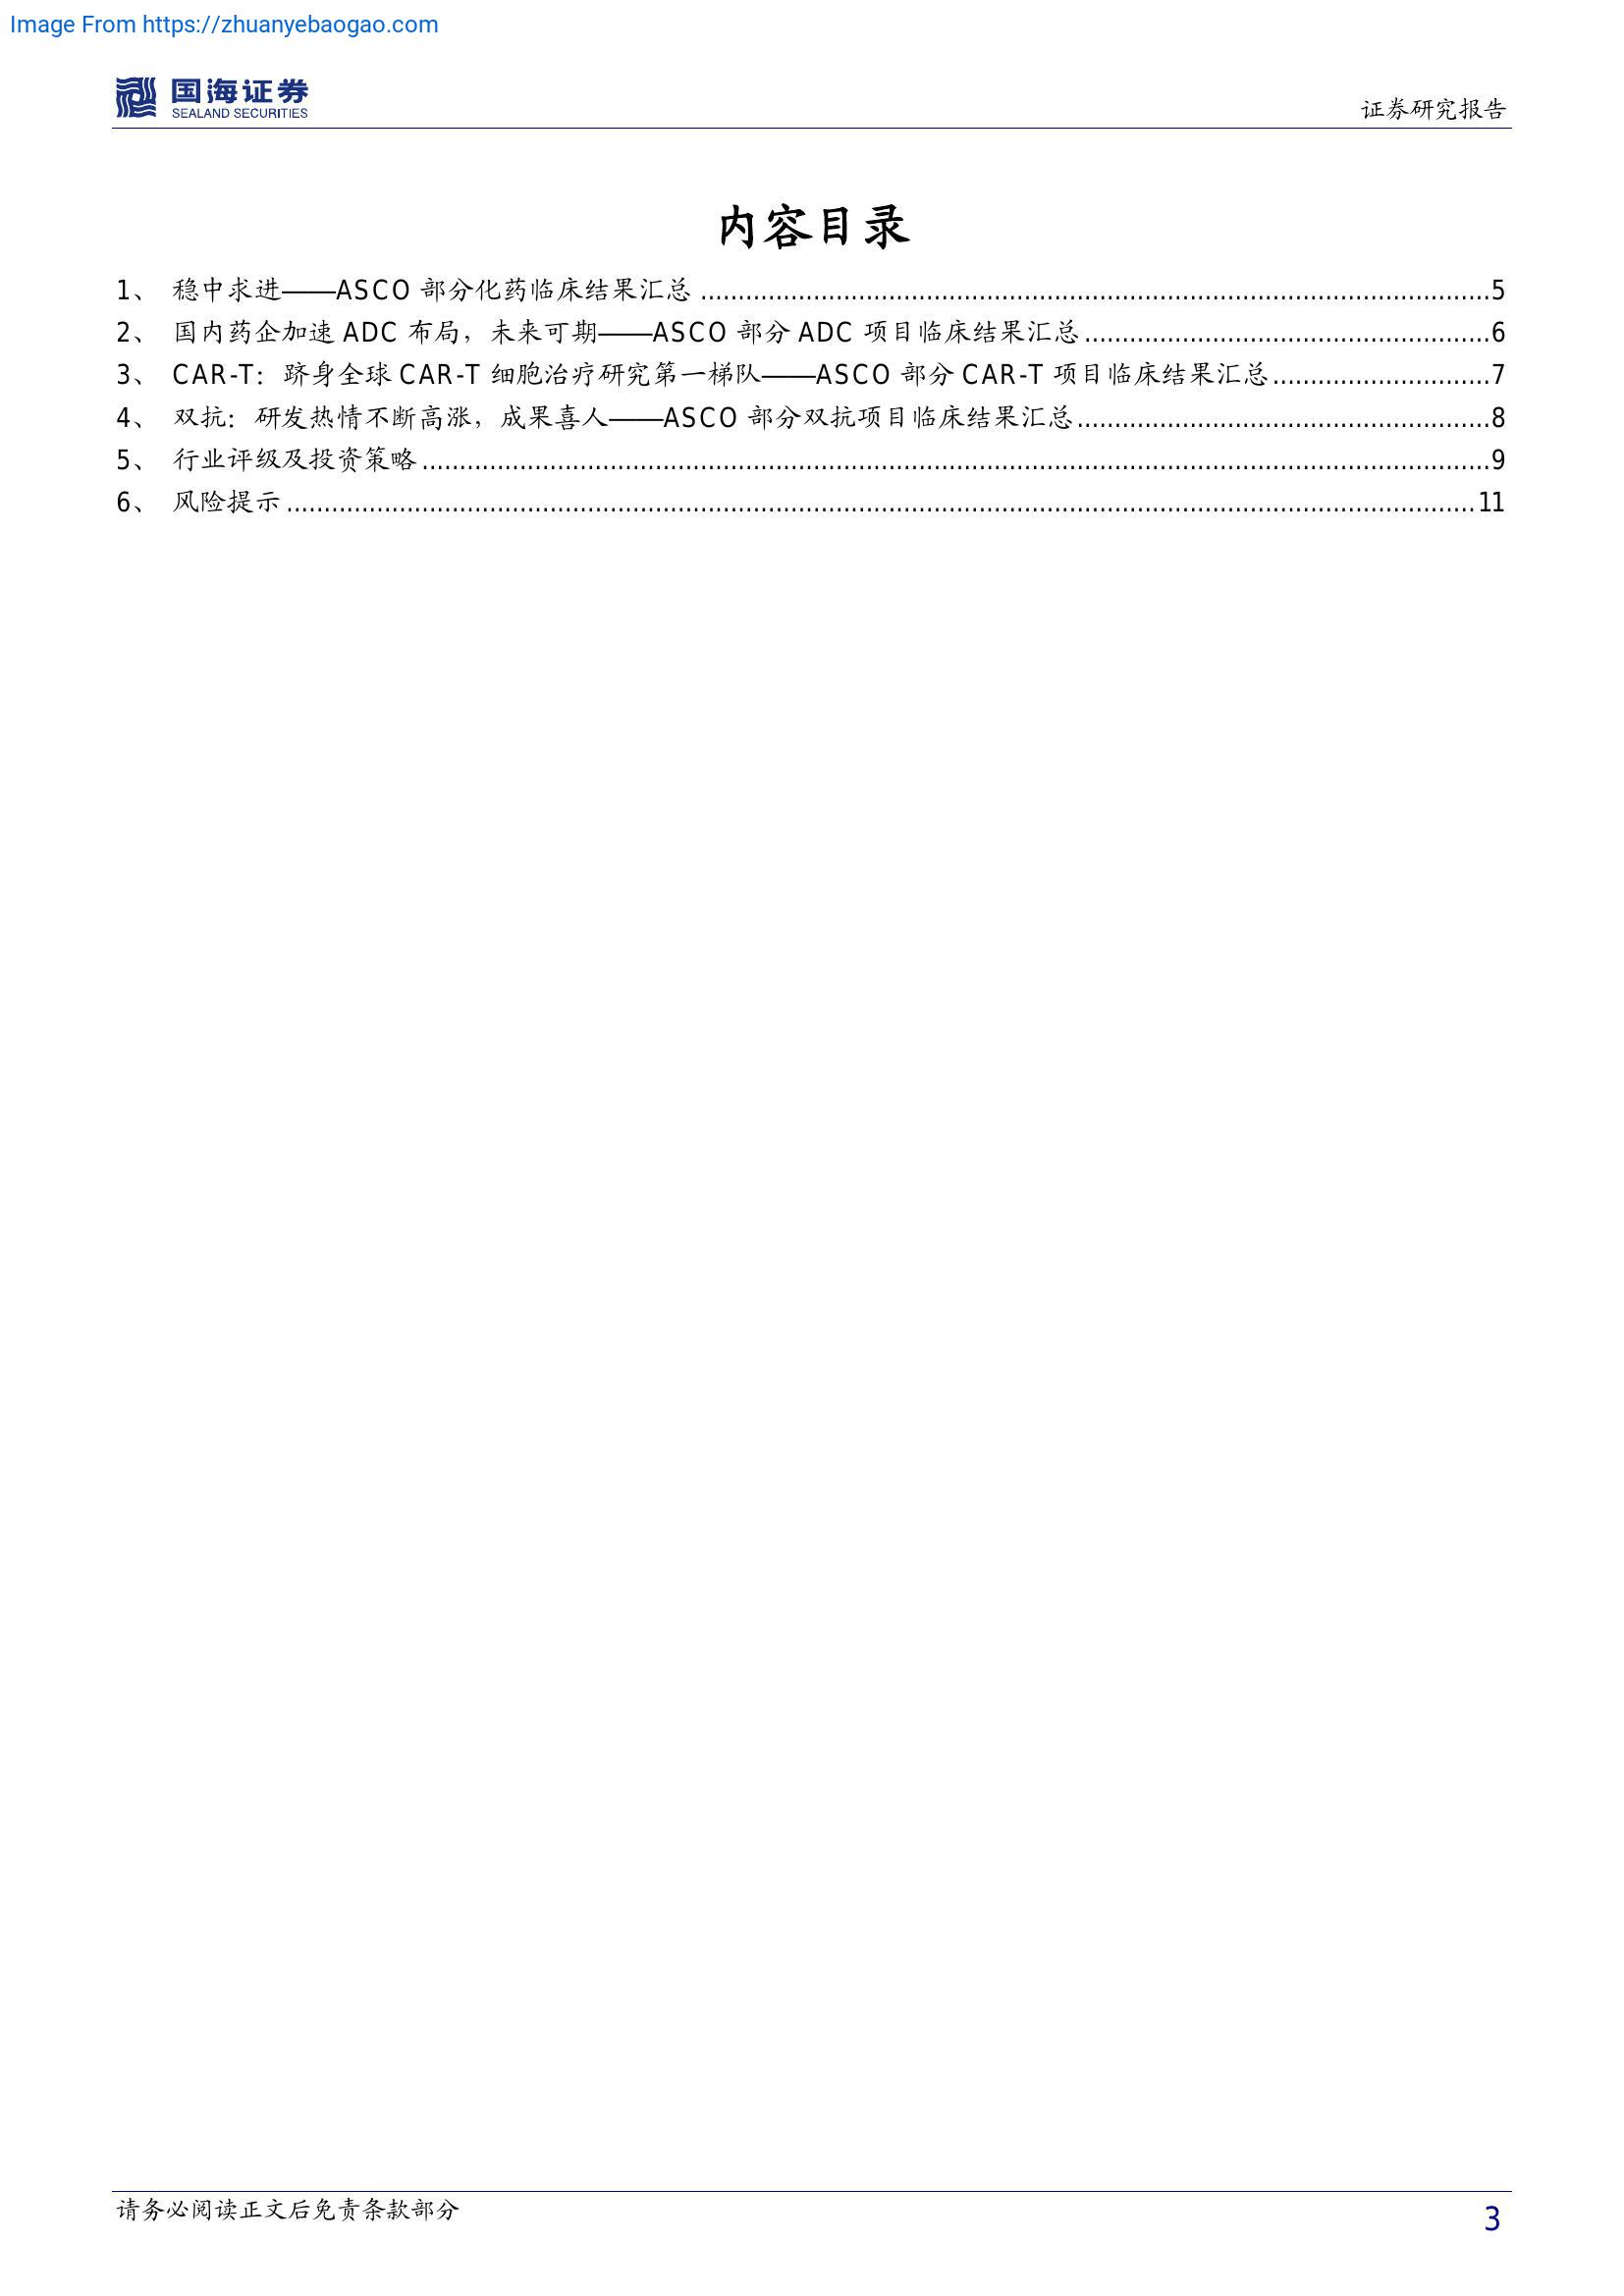 Image From https://zhuanyebaogao.com
国海证券
SEALAND SECURITIES
证券研究报告
内容目录
1、 稳中求进——ASCO 部分化药临床结果汇总 ........................................ 5
2、 国内药企加速 ADC 布局，未来可期——ASCO 部分 ADC 项目临床结果汇总 ........................................ 6
3、 CAR-T：跻身全球 CAR-T 细胞治疗研究第一梯队——ASCO 部分 CAR-T 项目临床结果汇总 ........................................ 7
4、 双抗：研发热情不断高涨，成果喜人——ASCO 部分双抗项目临床结果汇总 ........................................ 8
5、 行业评级及投资策略 ........................................ 9
6、 风险提示 ........................................ 11
请务必阅读正文后免责条款部分
3